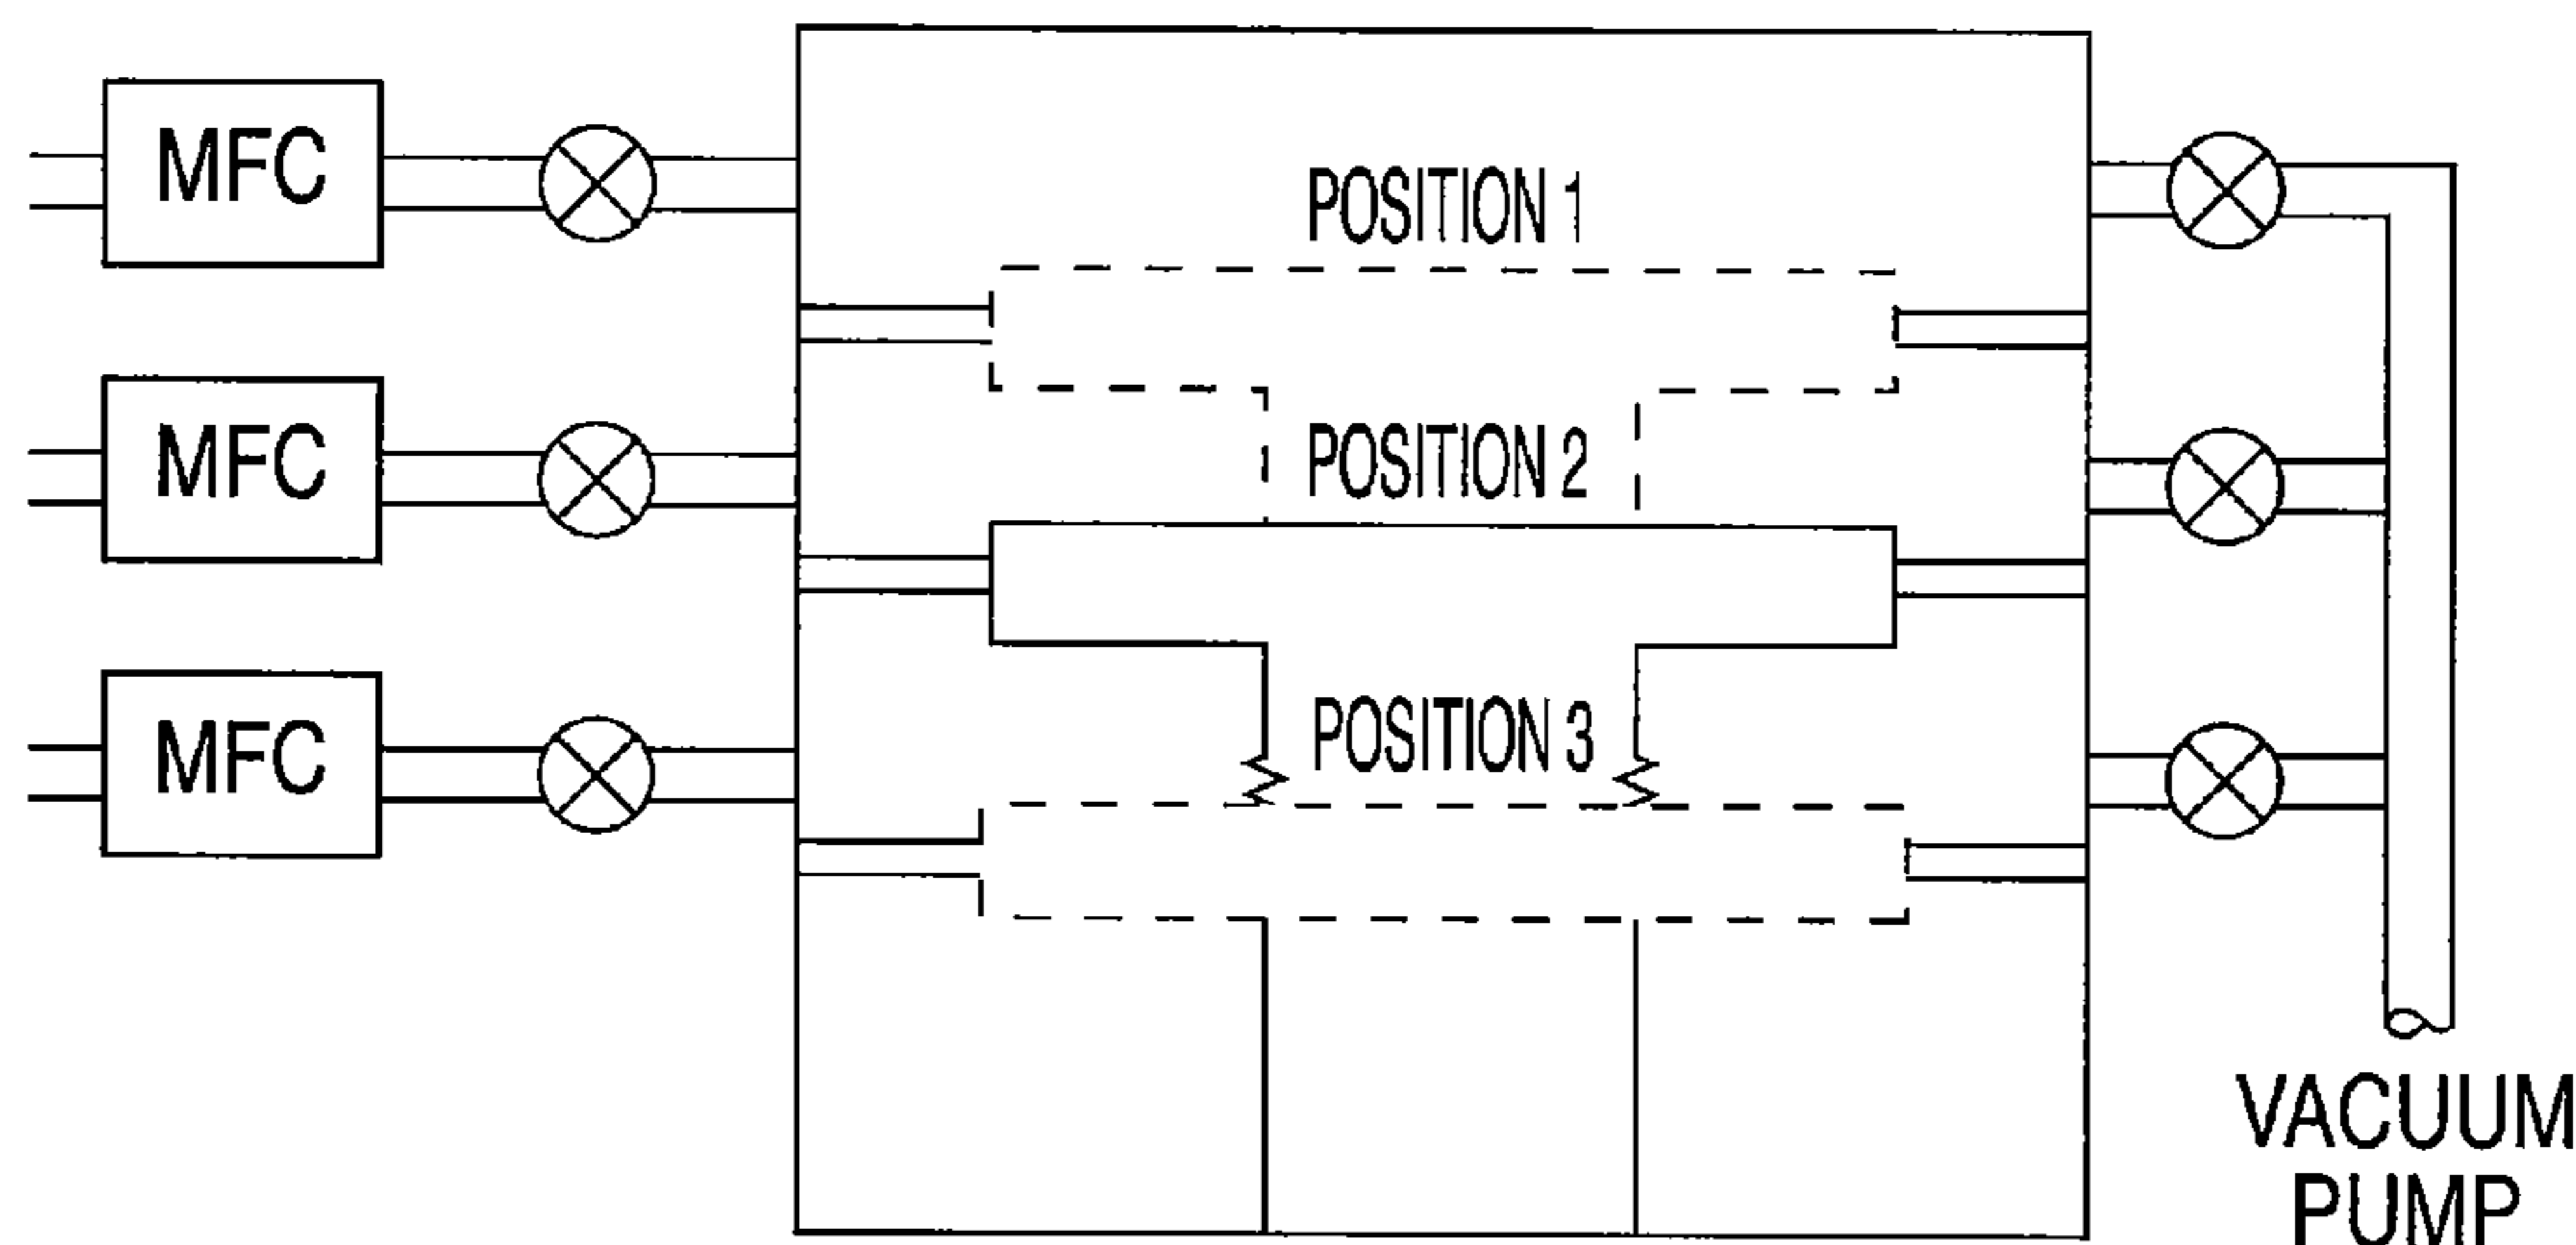 MFC
POSITION 1
MFC
POSITION 2
MFC
POSITION 3
VACUUM
PUMP